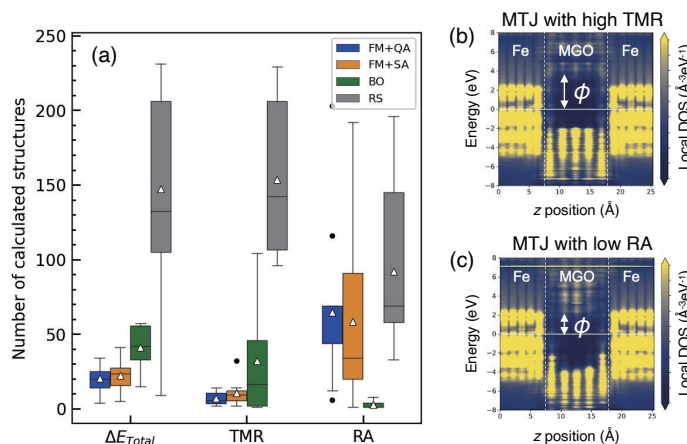 (a)
FM+QA
FM+SA
BO
RS
Number of calculated structures
250
200
150
100
50
0
ΔE_Total
TMR
RA
(b)
MTJ with high TMR
Fe
MGO
Fe
ϕ
Energy (eV)
8
6
4
2
0
-2
-4
-6
-8
0
5
10
15
20
25
z position (Å)
Local DOS (Å-3eV-1)
(c)
MTJ with low RA
Fe
MGO
Fe
ϕ
Energy (eV)
8
6
4
2
0
-2
-4
-6
-8
0
5
10
15
20
25
z position (Å)
Local DOS (Å-3eV-1)